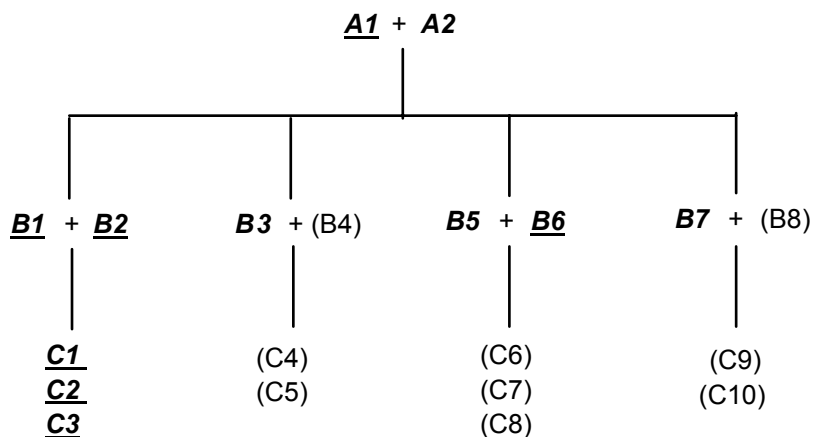 A1 + A2
B1 + B2 B3 + (B4) B5 + B6 B7 + (B8)
C1 (C4) (C6) (C9)
C2 (C5) (C7) (C10)
C3 (C8)